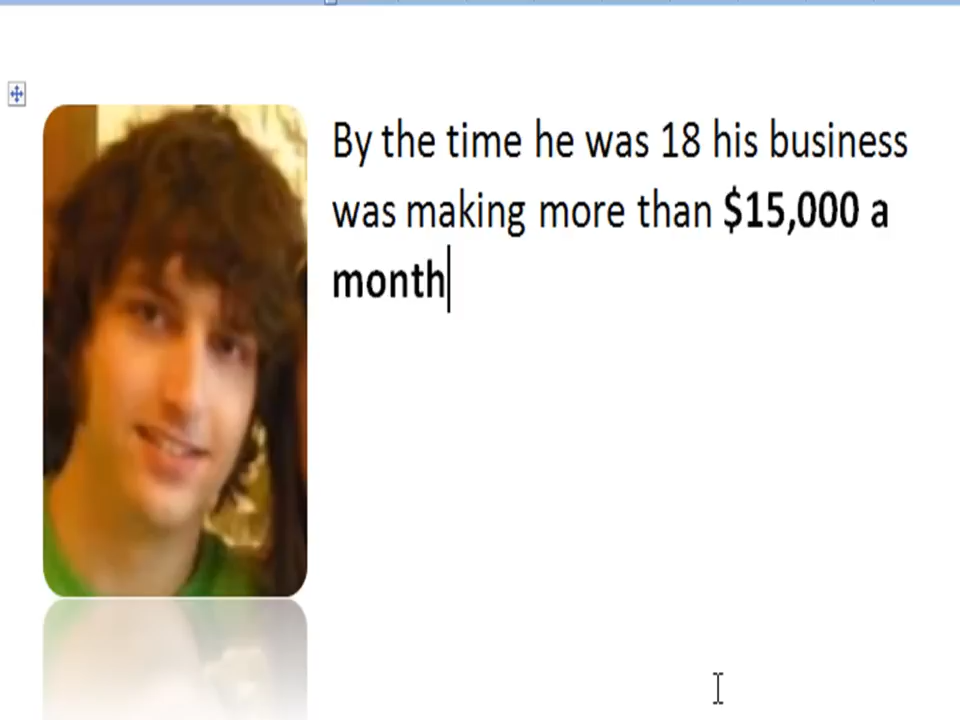 By the time he was 18 his business
was making more than $15,000 a
month